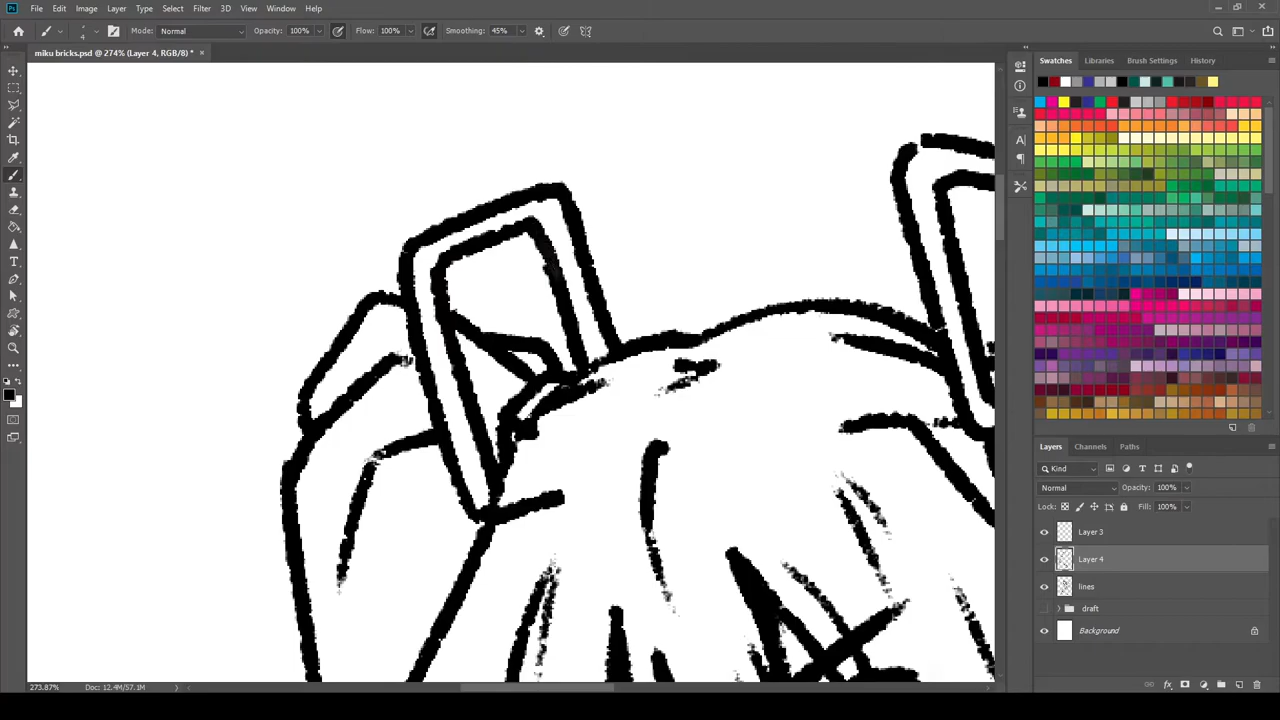 Ps File Edit Image Layer Type Select Filter 3D View Window Help
4 Mode: Normal Opacity: 100% Flow: 100% Smoothing: 45%
miku bricks.psd @ 274% (Layer 4, RGB/8) * ×
Swatches Libraries Brush Settings History
Layers Channels Paths
Kind
Normal Opacity: 100%
Lock: Fill: 100%
Layer 3
Layer 4
lines
draft
Background
273.87% Doc: 12.4M/57.1M